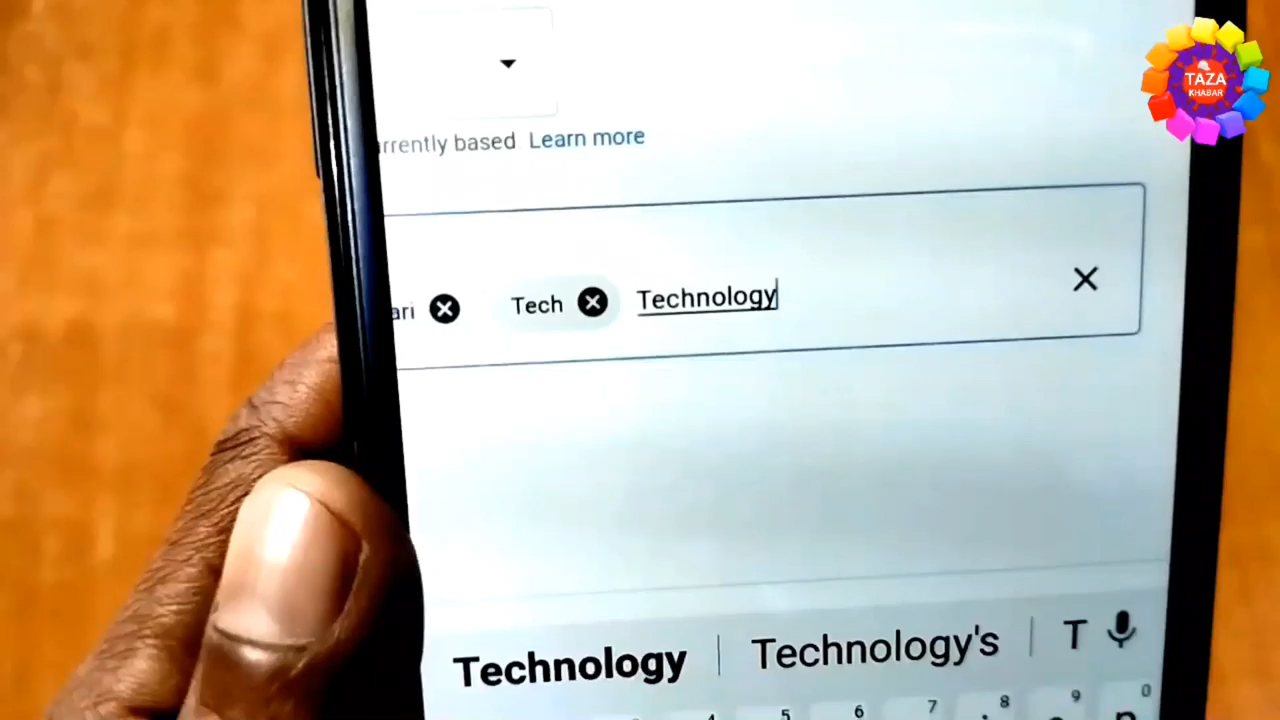 TAZA
KHABAR
rrently based Learn more
ari Tech Technology
Technology Technology's T
4 5 6 7 8 9 0